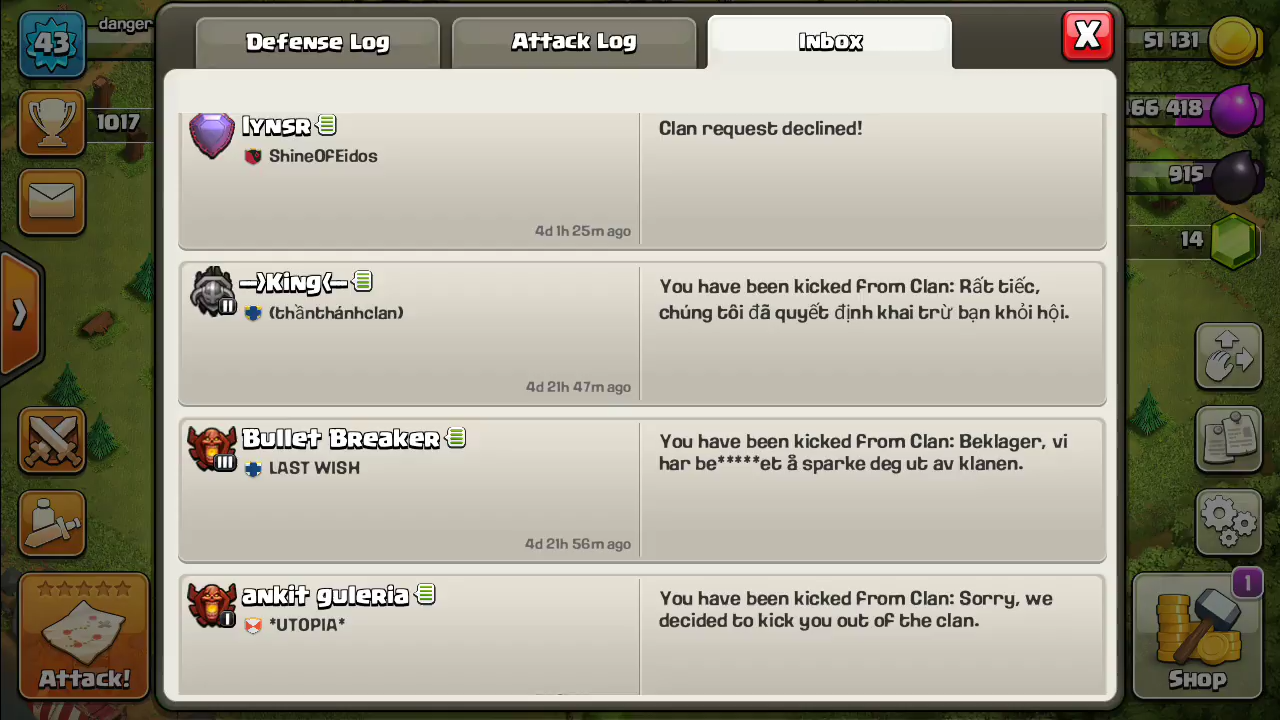 43
danger
Defense Log
Attack Log
Inbox
X
51 131
1017
466 418
915
14
lynsr
ShineOfEidos
4d 1h 25m ago
Clan request declined!
—)King(—
(thầnthánhclan)
4d 21h 47m ago
You have been kicked from Clan: Rất tiếc,
chúng tôi đã quyết định khai trừ bạn khỏi hội.
Bullet Breaker
LAST WISH
4d 21h 56m ago
You have been kicked from Clan: Beklager, vi
har be*****et å sparke deg ut av klanen.
ankit guleria
*UTOPIA*
You have been kicked from Clan: Sorry, we
decided to kick you out of the clan.
Attack!
1
Shop